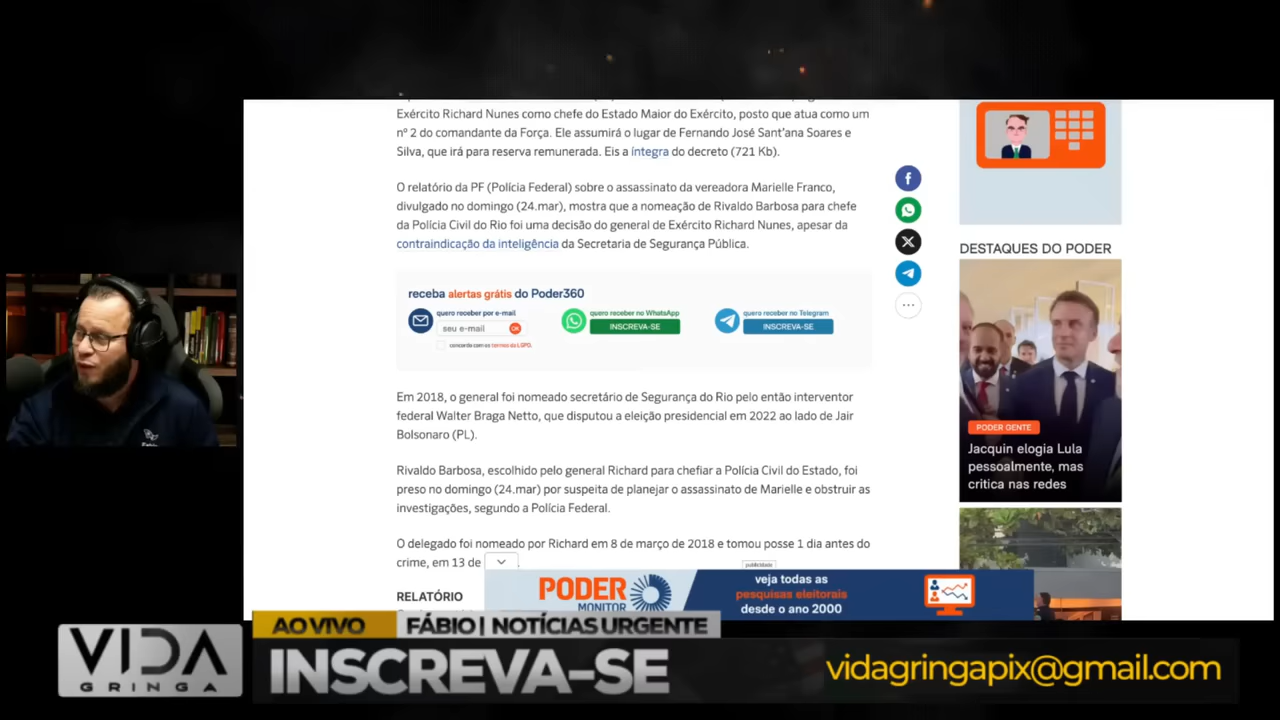 Exército Richard Nunes como chefe do Estado Maior do Exército, posto que atua como um
nº 2 do comandante da Força. Ele assumirá o lugar de Fernando José Sant'ana Soares e
Silva, que irá para reserva remunerada. Eis a íntegra do decreto (721 Kb).
O relatório da PF (Polícia Federal) sobre o assassinato da vereadora Marielle Franco,
divulgado no domingo (24.mar), mostra que a nomeação de Rivaldo Barbosa para chefe
da Polícia Civil do Rio foi uma decisão do general de Exército Richard Nunes, apesar da
contraindicação da inteligência da Secretaria de Segurança Pública.
receba alertas grátis do Poder360
quero receber por e-mail
seu e-mail
OK
concordo com os termos da LGPD.
quero receber no WhatsApp
INSCREVA-SE
quero receber no Telegram
INSCREVA-SE
Em 2018, o general foi nomeado secretário de Segurança do Rio pelo então interventor
federal Walter Braga Netto, que disputou a eleição presidencial em 2022 ao lado de Jair
Bolsonaro (PL).
Rivaldo Barbosa, escolhido pelo general Richard para chefiar a Polícia Civil do Estado, foi
preso no domingo (24.mar) por suspeita de planejar o assassinato de Marielle e obstruir as
investigações, segundo a Polícia Federal.
O delegado foi nomeado por Richard em 8 de março de 2018 e tomou posse 1 dia antes do
crime, em 13 de
RELATÓRIO
publicidade
PODER
MONITOR
veja todas as
pesquisas eleitorais
desde o ano 2000
DESTAQUES DO PODER
PODER GENTE
Jacquin elogia Lula
pessoalmente, mas
critica nas redes
AO VIVO
FÁBIO | NOTÍCIAS URGENTE
VIDA
GRINGA
INSCREVA-SE
vidagringapix@gmail.com